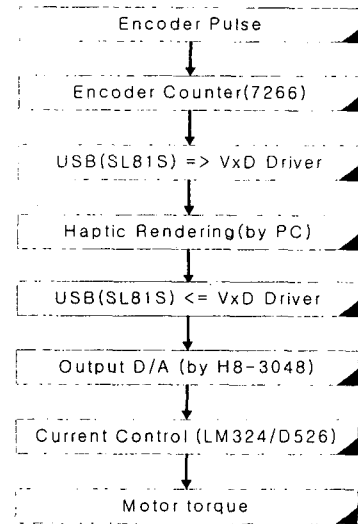 Encoder Pulse
Encoder Counter(7266)
USB(SL81S) => VxD Driver
Haptic Rendering(by PC)
USB(SL81S) <= VxD Driver
Output D/A (by H8-3048)
Current Control (LM324/D526)
Motor torque